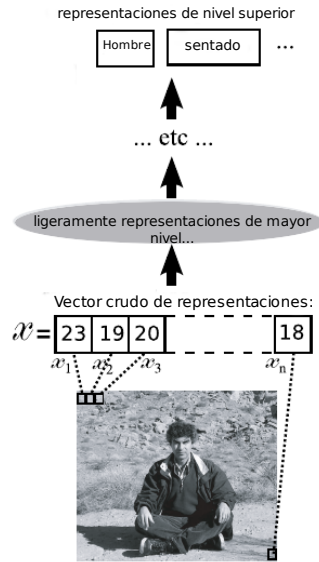 representaciones de nivel superior
Hombre sentado ...
... etc ...
ligeramente representaciones de mayor
nivel...
Vector crudo de representaciones:
x= 23 19 20 18
x1 x2 x3 xn